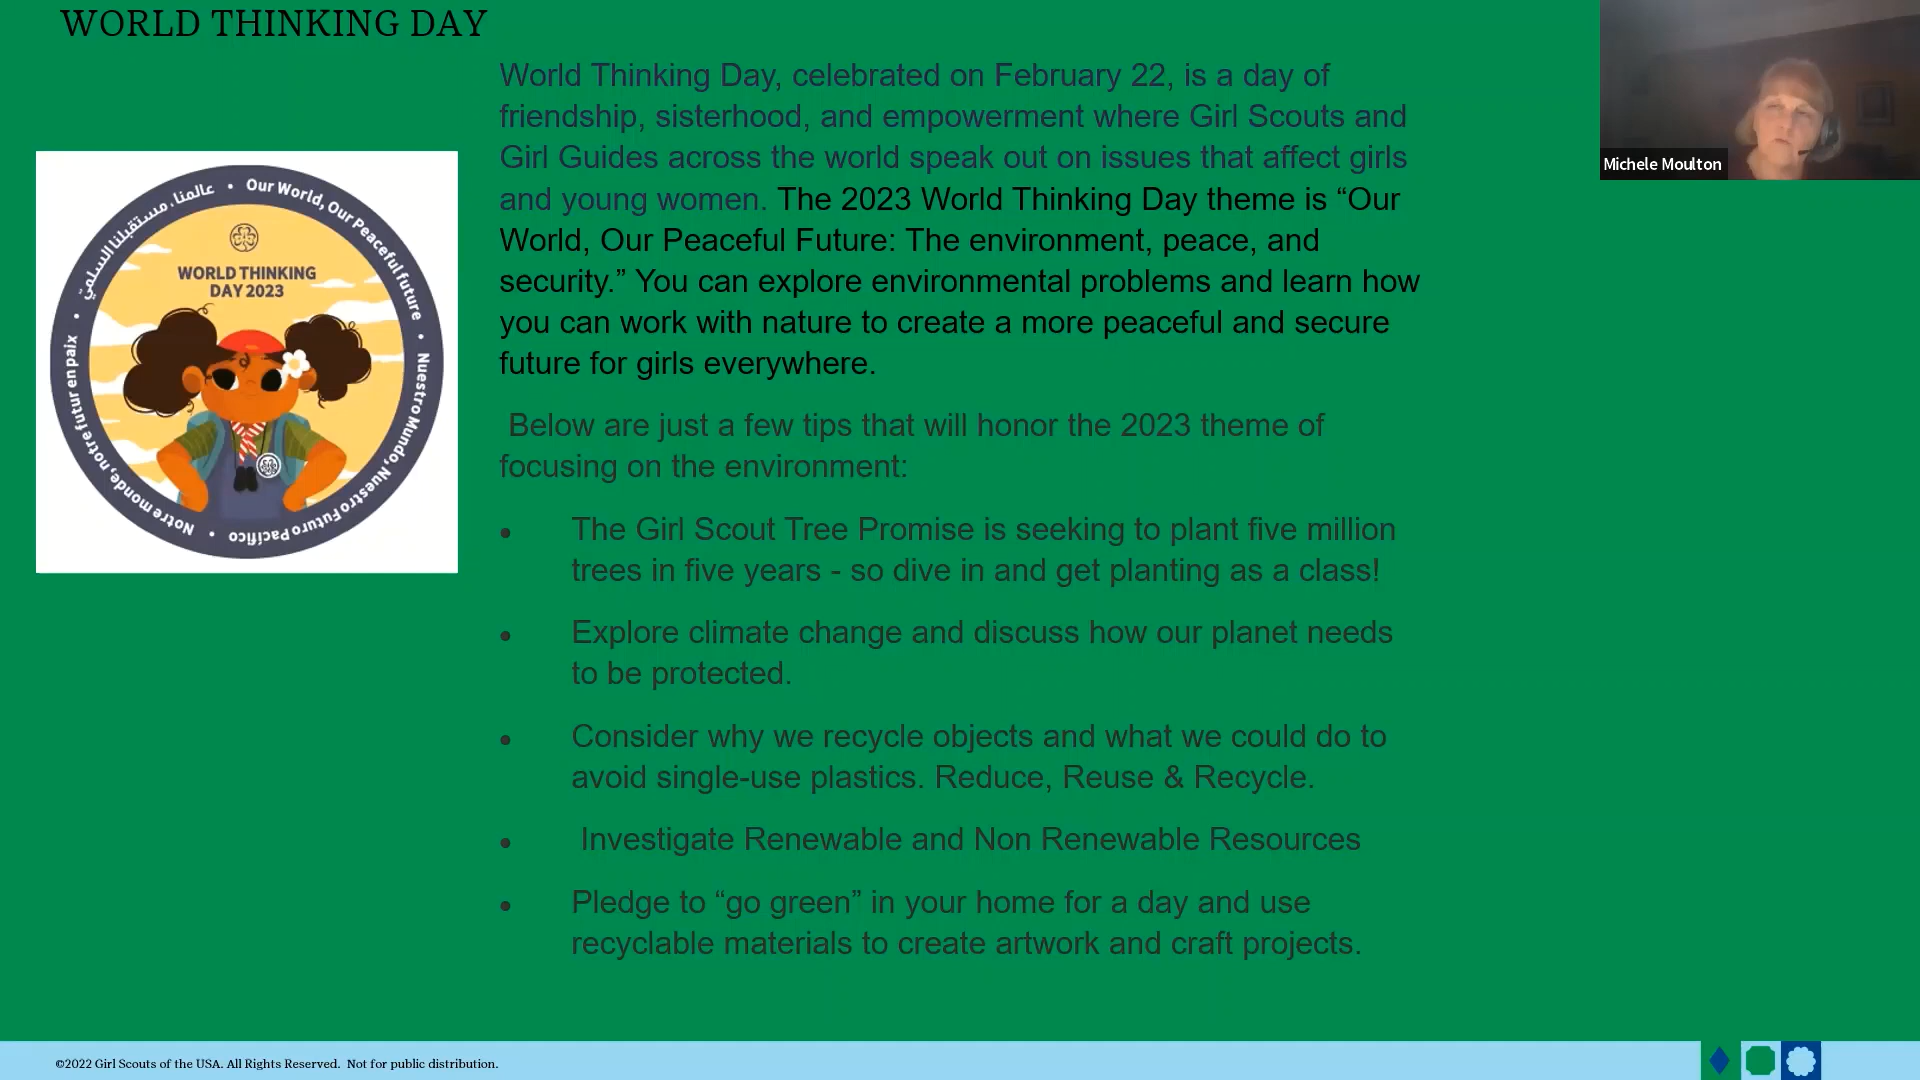 WORLD THINKING DAY
World Thinking Day, celebrated on February 22, is a day of
friendship, sisterhood, and empowerment where Girl Scouts and
Girl Guides across the world speak out on issues that affect girls
and young women. The 2023 World Thinking Day theme is “Our
World, Our Peaceful Future: The environment, peace, and
security.” You can explore environmental problems and learn how
you can work with nature to create a more peaceful and secure
future for girls everywhere.
Below are just a few tips that will honor the 2023 theme of
focusing on the environment:
• The Girl Scout Tree Promise is seeking to plant five million
trees in five years - so dive in and get planting as a class!
• Explore climate change and discuss how our planet needs
to be protected.
• Consider why we recycle objects and what we could do to
avoid single-use plastics. Reduce, Reuse & Recycle.
• Investigate Renewable and Non Renewable Resources
• Pledge to “go green” in your home for a day and use
recyclable materials to create artwork and craft projects.
Our World, Our Peaceful Future
Nuestro Mundo, Nuestro Futuro Pacífico
Notre monde, notre futur en paix
عالمنا، مستقبلنا السلمي
WORLD THINKING
DAY 2023
Michele Moulton
©2022 Girl Scouts of the USA. All Rights Reserved. Not for public distribution.